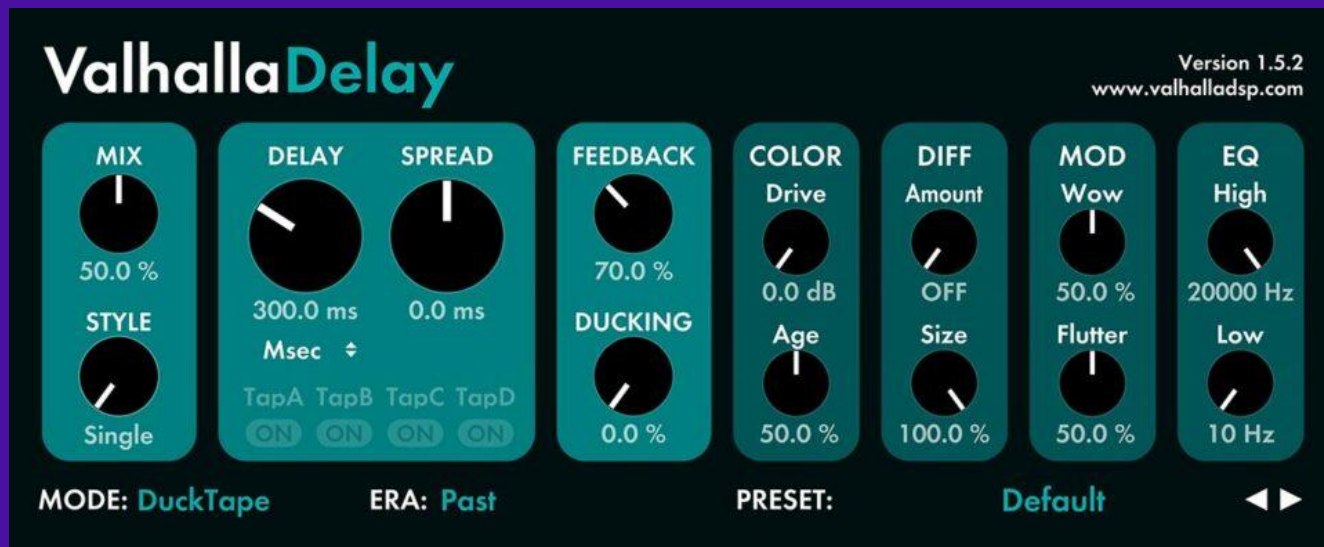 ValhallaDelay
Version 1.5.2
www.valhalladsp.com
MIX
50.0 %
STYLE
Single
DELAY SPREAD
300.0 ms 0.0 ms
Msec
TapA TapB TapC TapD
ON ON ON ON
FEEDBACK
70.0 %
DUCKING
0.0 %
COLOR
Drive
0.0 dB
Age
50.0 %
DIFF
Amount
OFF
Size
100.0 %
MOD
Wow
50.0 %
Flutter
50.0 %
EQ
High
20000 Hz
Low
10 Hz
MODE: DuckTape ERA: Past PRESET: Default